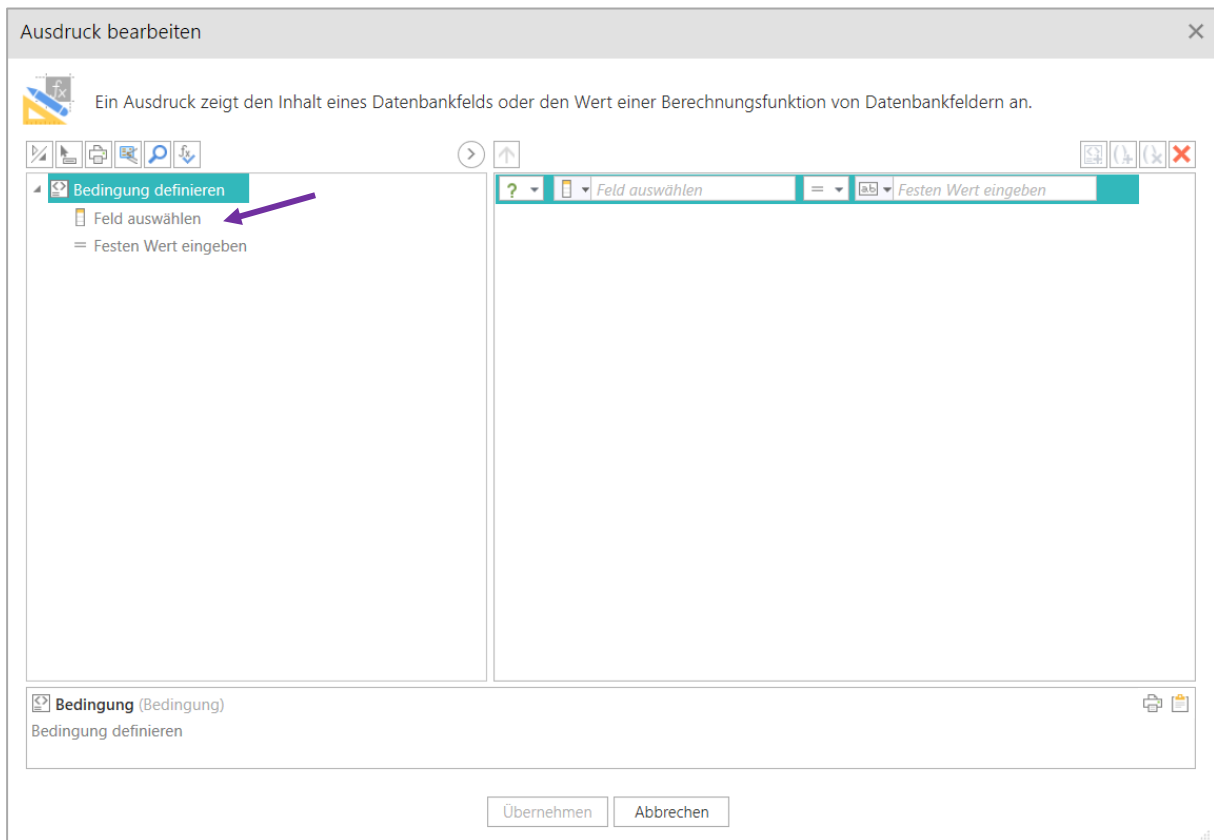 Ausdruck bearbeiten
Ein Ausdruck zeigt den Inhalt eines Datenbankfelds oder den Wert einer Berechnungsfunktion von Datenbankfeldern an.
Bedingung definieren
Feld auswählen
Festen Wert eingeben
? Feld auswählen = ab Festen Wert eingeben
Bedingung (Bedingung)
Bedingung definieren
Übernehmen Abbrechen